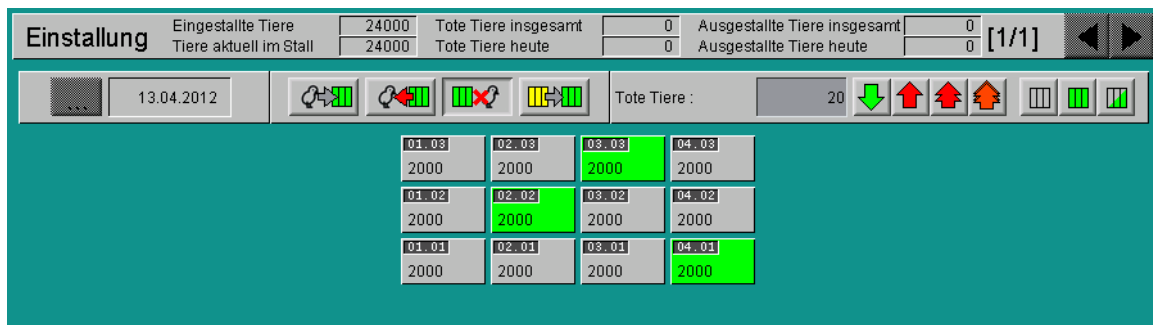 Einstallung
Eingestallte Tiere 24000 Tote Tiere insgesamt 0 Ausgestallte Tiere insgesamt 0 [1/1]
Tiere aktuell im Stall 24000 Tote Tiere heute 0 Ausgestallte Tiere heute 0
... 13.04.2012 Tote Tiere : 20
01.03 02.03 03.03 04.03
2000 2000 2000 2000
01.02 02.02 03.02 04.02
2000 2000 2000 2000
01.01 02.01 03.01 04.01
2000 2000 2000 2000